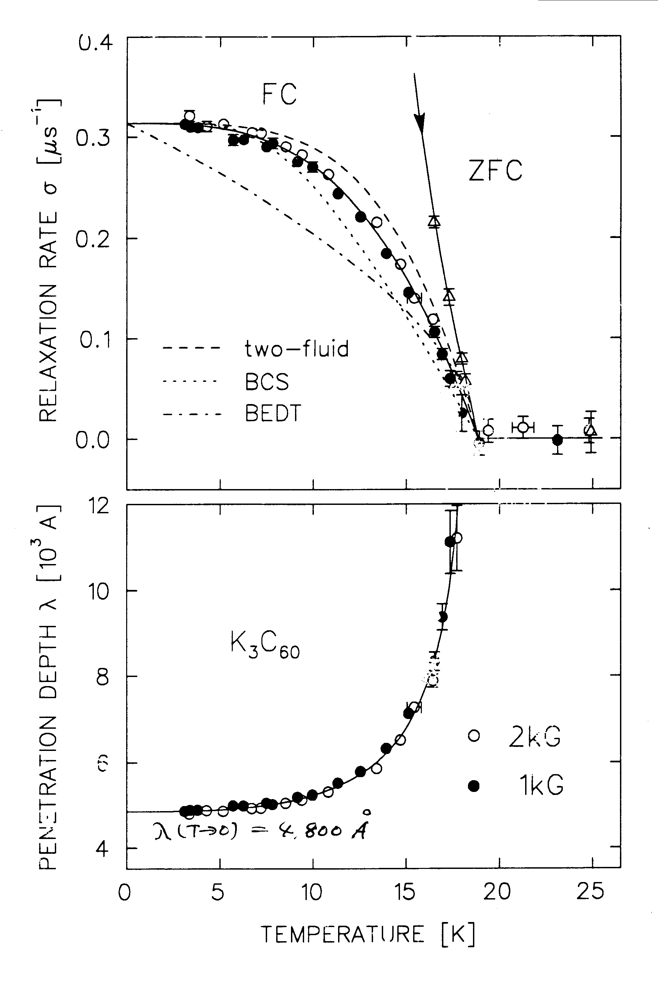 RELAXATION RATE σ [μs⁻¹]
0.4
0.3
0.2
0.1
0.0
FC
ZFC
two-fluid
BCS
BEDT
PENETRATION DEPTH λ [10³ A]
12
10
8
6
4
K₃C₆₀
2kG
1kG
λ(T→0) = 4,800 Å
0 5 10 15 20 25
TEMPERATURE [K]